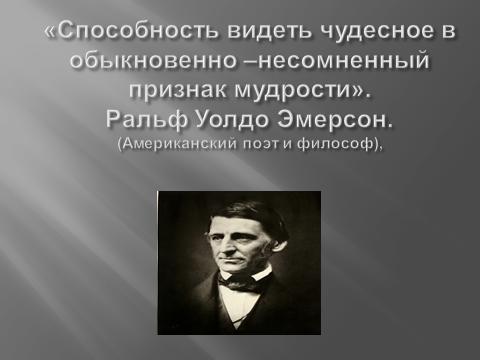 «Способность видеть чудесное в
обыкновенно –несомненный
признак мудрости».
Ральф Уолдо Эмерсон.
(Американский поэт и философ),